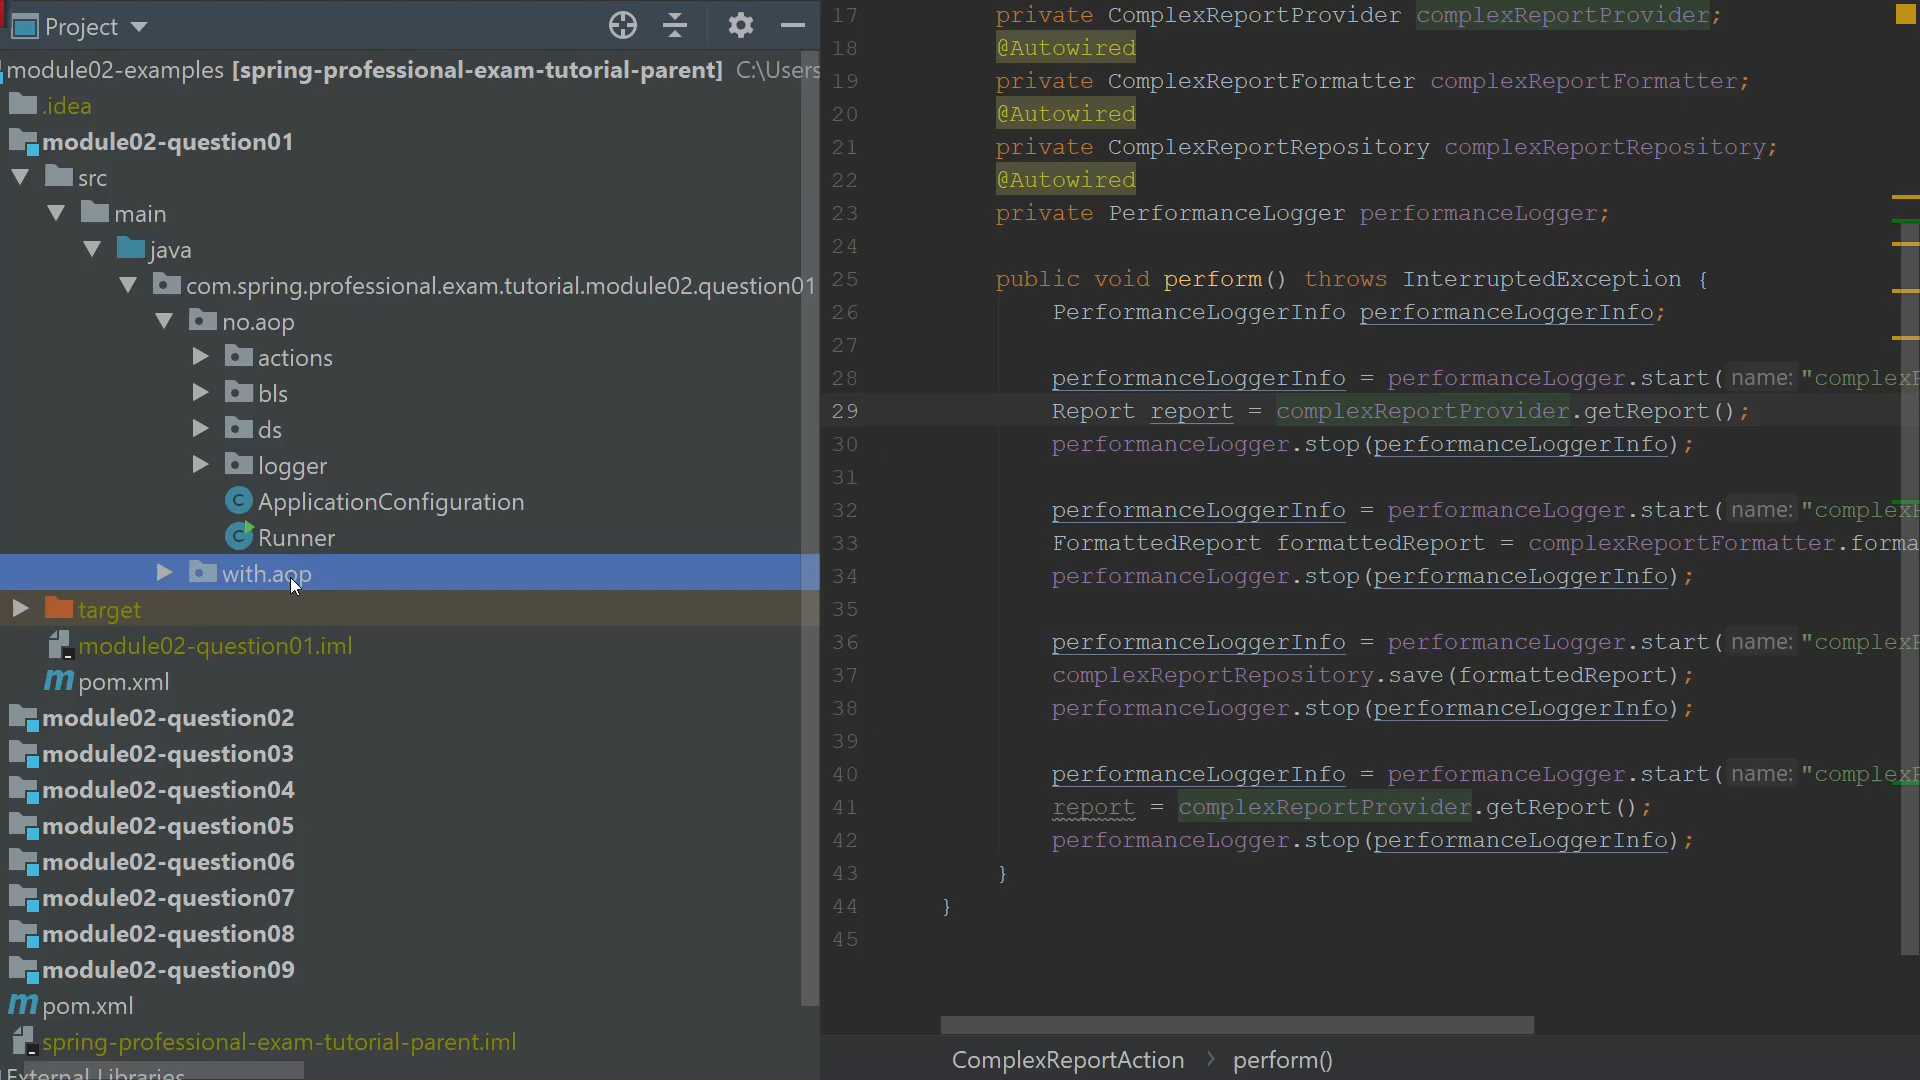 Project
module02-examples [spring-professional-exam-tutorial-parent] C:\Users
.idea
module02-question01
src
main
java
com.spring.professional.exam.tutorial.module02.question01
no.aop
actions
bls
ds
logger
ApplicationConfiguration
Runner
with.aop
target
module02-question01.iml
pom.xml
module02-question02
module02-question03
module02-question04
module02-question05
module02-question06
module02-question07
module02-question08
module02-question09
pom.xml
spring-professional-exam-tutorial-parent.iml
External Libraries
17 private ComplexReportProvider complexReportProvider;
18 @Autowired
19 private ComplexReportFormatter complexReportFormatter;
20 @Autowired
21 private ComplexReportRepository complexReportRepository;
22 @Autowired
23 private PerformanceLogger performanceLogger;
24
25 public void perform() throws InterruptedException {
26 PerformanceLoggerInfo performanceLoggerInfo;
27
28 performanceLoggerInfo = performanceLogger.start( name: "complex
29 Report report = complexReportProvider.getReport();
30 performanceLogger.stop(performanceLoggerInfo);
31
32 performanceLoggerInfo = performanceLogger.start( name: "complex
33 FormattedReport formattedReport = complexReportFormatter.forma
34 performanceLogger.stop(performanceLoggerInfo);
35
36 performanceLoggerInfo = performanceLogger.start( name: "complex
37 complexReportRepository.save(formattedReport);
38 performanceLogger.stop(performanceLoggerInfo);
39
40 performanceLoggerInfo = performanceLogger.start( name: "complex
41 report = complexReportProvider.getReport();
42 performanceLogger.stop(performanceLoggerInfo);
43 }
44 }
45
ComplexReportAction › perform()